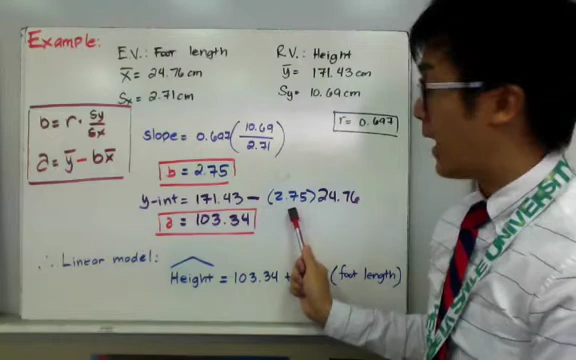 Example:
E.V.: Foot length
x̄ = 24.76 cm
Sx = 2.71 cm
R.V.: Height
ȳ = 171.43 cm
Sy = 10.69 cm
b = r · Sy/Sx
a = ȳ - bx̄
r = 0.697
slope = 0.697 (10.69/2.71)
b = 2.75
y-int = 171.43 - (2.75)24.76
a = 103.34
∴ Linear model:
Height = 103.34 + (foot length)
STATE UNIVERSITY